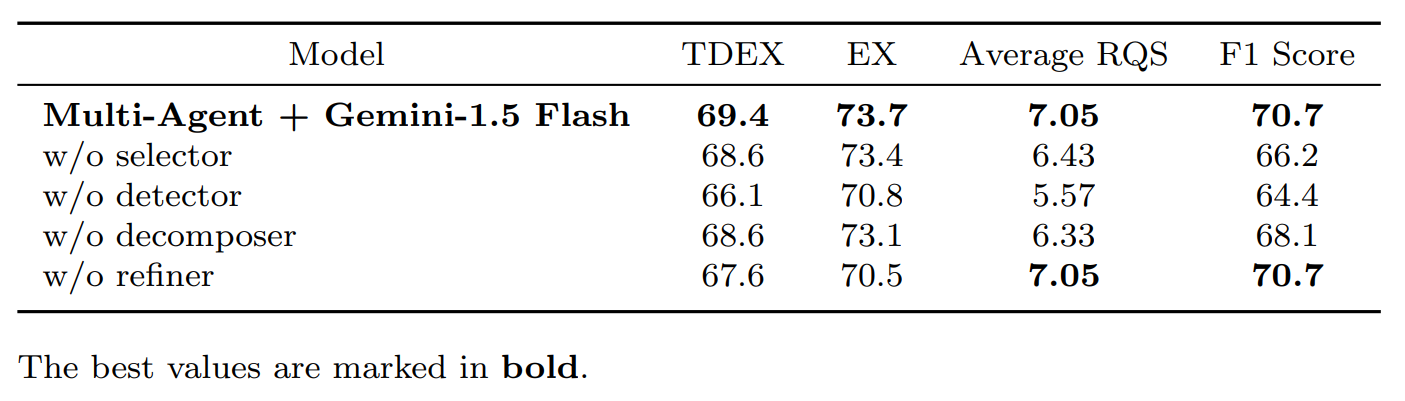 Model TDEX EX Average RQS F1 Score
Multi-Agent + Gemini-1.5 Flash 69.4 73.7 7.05 70.7
w/o selector 68.6 73.4 6.43 66.2
w/o detector 66.1 70.8 5.57 64.4
w/o decomposer 68.6 73.1 6.33 68.1
w/o refiner 67.6 70.5 7.05 70.7
The best values are marked in bold.